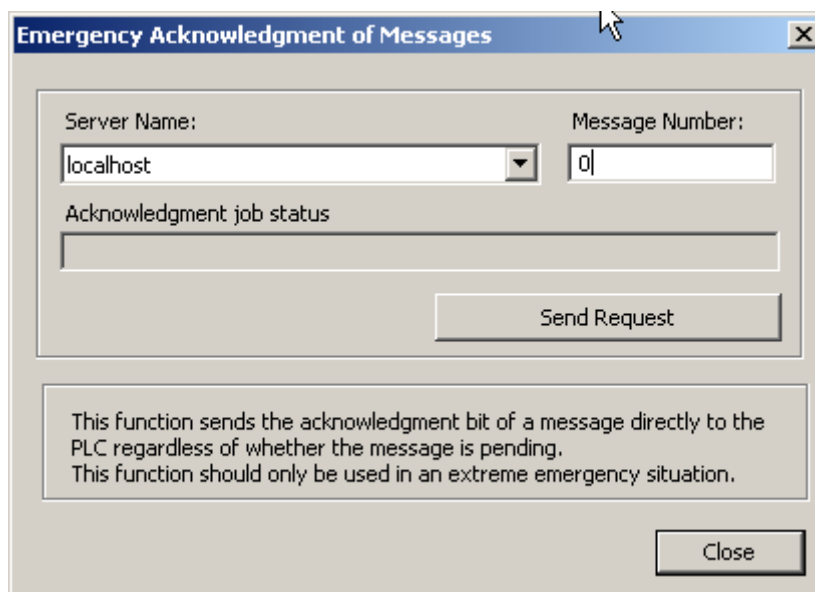 Emergency Acknowledgment of Messages
Server Name:
Message Number:
localhost
0
Acknowledgment job status
Send Request
This function sends the acknowledgment bit of a message directly to the
PLC regardless of whether the message is pending.
This function should only be used in an extreme emergency situation.
Close